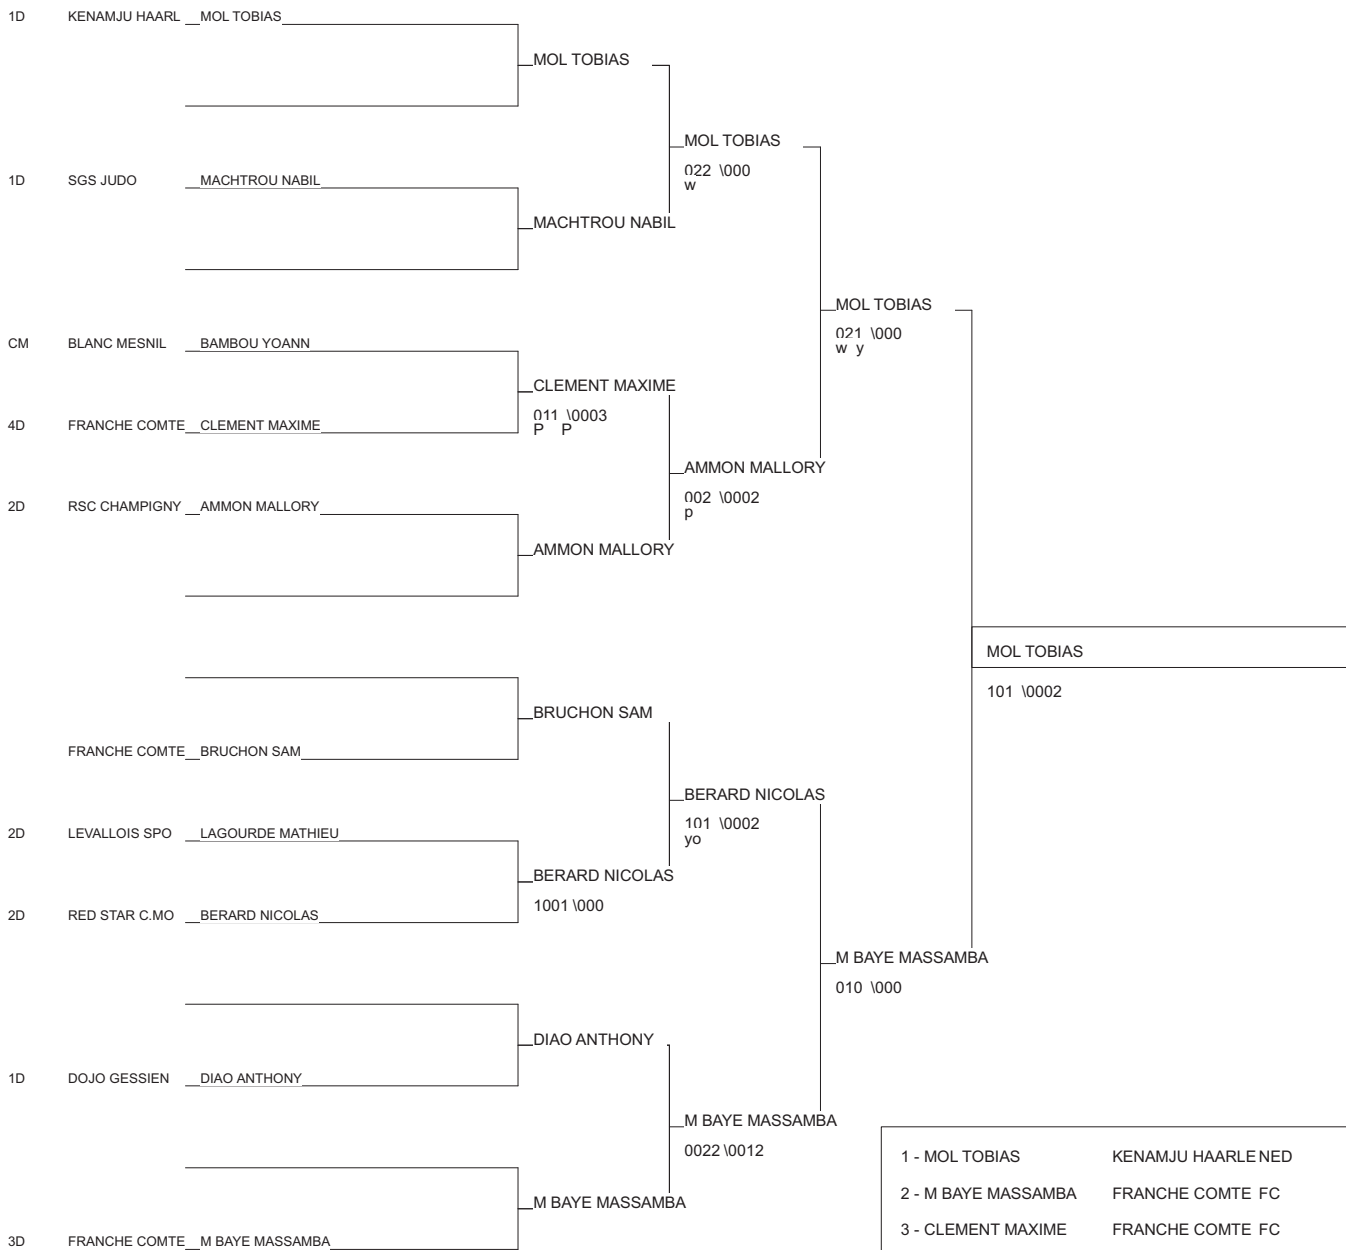 1D KENAMJU HAARL MOL TOBIAS
MOL TOBIAS
MOL TOBIAS
022 \000
w
1D SGS JUDO MACHTROU NABIL
MACHTROU NABIL
MOL TOBIAS
021 \000
w y
CM BLANC MESNIL BAMBOU YOANN
CLEMENT MAXIME
011 \0003
P P
4D FRANCHE COMTE CLEMENT MAXIME
AMMON MALLORY
002 \0002
p
2D RSC CHAMPIGNY AMMON MALLORY
AMMON MALLORY
MOL TOBIAS
101 \0002
BRUCHON SAM
FRANCHE COMTE BRUCHON SAM
BERARD NICOLAS
101 \0002
yo
2D LEVALLOIS SPO LAGOURDE MATHIEU
BERARD NICOLAS
1001 \000
2D RED STAR C.MO BERARD NICOLAS
M BAYE MASSAMBA
010 \000
DIAO ANTHONY
1D DOJO GESSIEN DIAO ANTHONY
M BAYE MASSAMBA
0022 \0012
M BAYE MASSAMBA
3D FRANCHE COMTE M BAYE MASSAMBA
1 - MOL TOBIAS KENAMJU HAARLE NED
2 - M BAYE MASSAMBA FRANCHE COMTE FC
3 - CLEMENT MAXIME FRANCHE COMTE FC